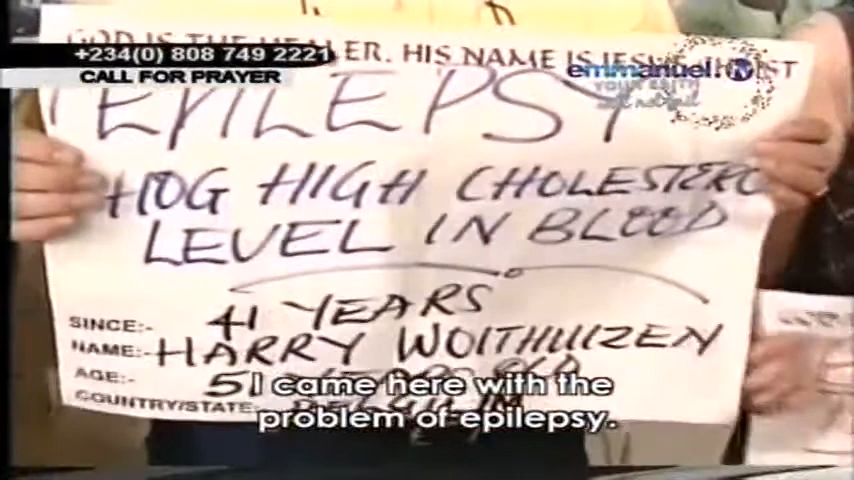 +234(0) 808 749 2221
CALL FOR PRAYER
GOD IS THE HEALER. HIS NAME IS JESUS CHRIST
emmanuel.TV
EPILEPSY
HOG HIGH CHOLESTERO
LEVEL IN BLOOD
SINCE:- 41 YEARS
NAME:- HARRY WOITHUIZEN
AGE:- 51
COUNTRY/STATE
I came here with the
problem of epilepsy.